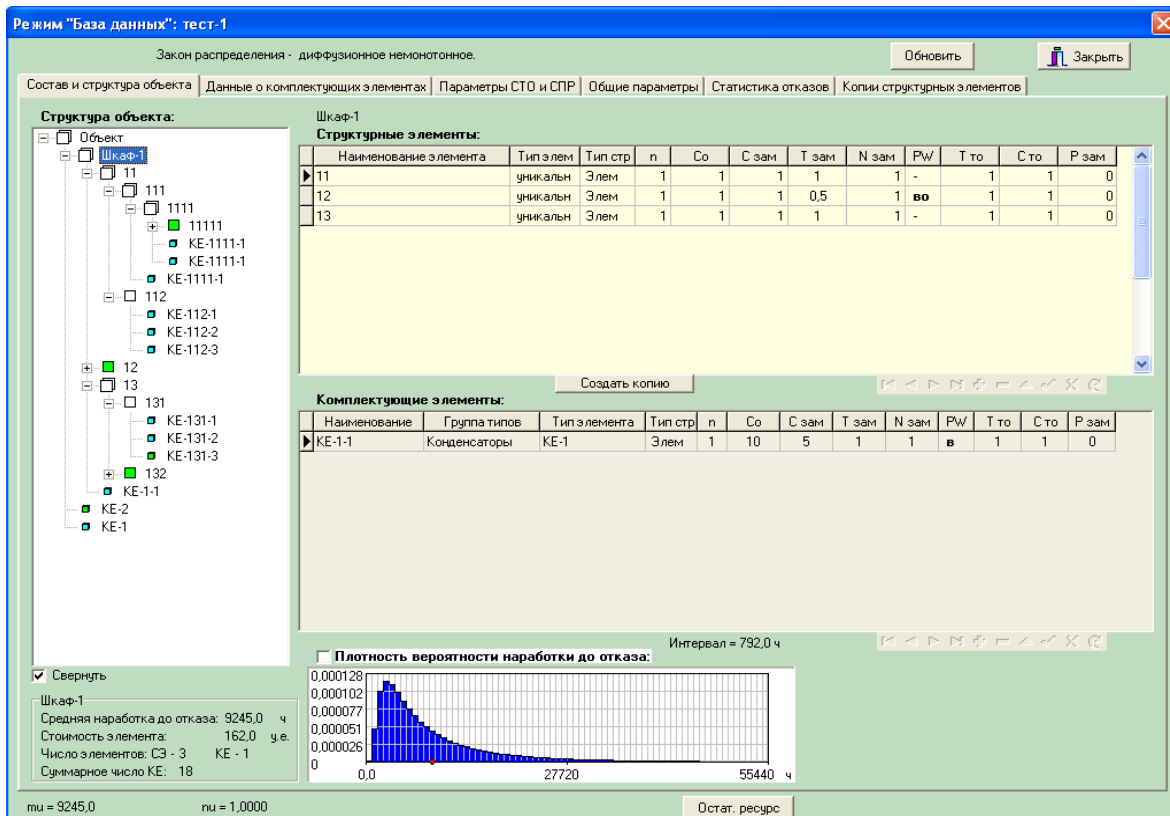 Режим "База данных": тест-1
Закон распределения - диффузионное немонотонное.
Обновить
Закрыть
Состав и структура объекта Данные о комплектующих элементах Параметры СТО и СПР Общие параметры Статистика отказов Копии структурных элементов
Структура объекта:
Объект
Шкаф-1
11
111
1111
11111
КЕ-1111-1
КЕ-1111-1
КЕ-1111-1
112
КЕ-112-1
КЕ-112-2
КЕ-112-3
12
13
131
КЕ-131-1
КЕ-131-2
КЕ-131-3
132
КЕ-1-1
КЕ-2
КЕ-1
Свернуть
Шкаф-1
Средняя наработка до отказа: 9245,0 ч
Стоимость элемента: 162,0 у.е.
Число элементов: СЭ - 3 КЕ - 1
Суммарное число КЕ: 18
Шкаф-1
Структурные элементы:
Наименование элемента Тип элем Тип стр n Со С зам Т зам N зам PW Т то С то Р зам
11 уникальн Элем 1 1 1 1 1 - 1 1 0
12 уникальн Элем 1 1 1 0,5 1 во 1 1 0
13 уникальн Элем 1 1 1 1 1 - 1 1 0
Создать копию
Комплектующие элементы:
Наименование Группа типов Тип элемента Тип стр n Со С зам Т зам N зам PW Т то С то Р зам
КЕ-1-1 Конденсаторы КЕ-1 Элем 1 10 5 1 1 в 1 1 0
Интервал = 792,0 ч
Плотность вероятности наработки до отказа:
0,000128
0,000102
0,000077
0,000051
0,000026
0
0,0 27720 55440 ч
mu = 9245,0 nu = 1,0000
Остат. ресурс